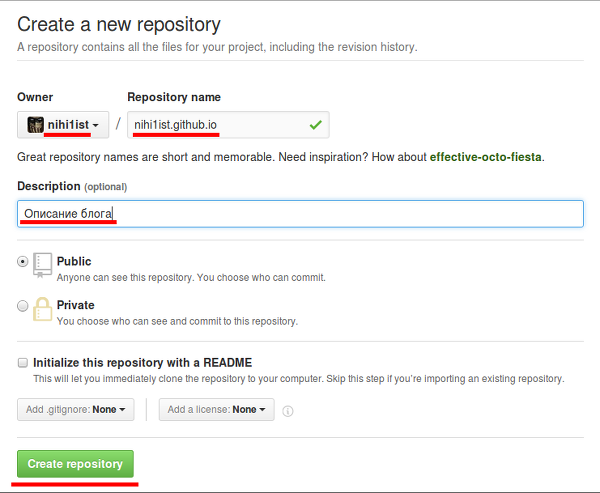 Create a new repository
A repository contains all the files for your project, including the revision history.
Owner Repository name
nihi1ist / nihi1ist.github.io
Great repository names are short and memorable. Need inspiration? How about effective-octo-fiesta.
Description (optional)
Описание блога
Public
Anyone can see this repository. You choose who can commit.
Private
You choose who can see and commit to this repository.
Initialize this repository with a README
This will let you immediately clone the repository to your computer. Skip this step if you're importing an existing repository.
Add .gitignore: None Add a license: None
Create repository